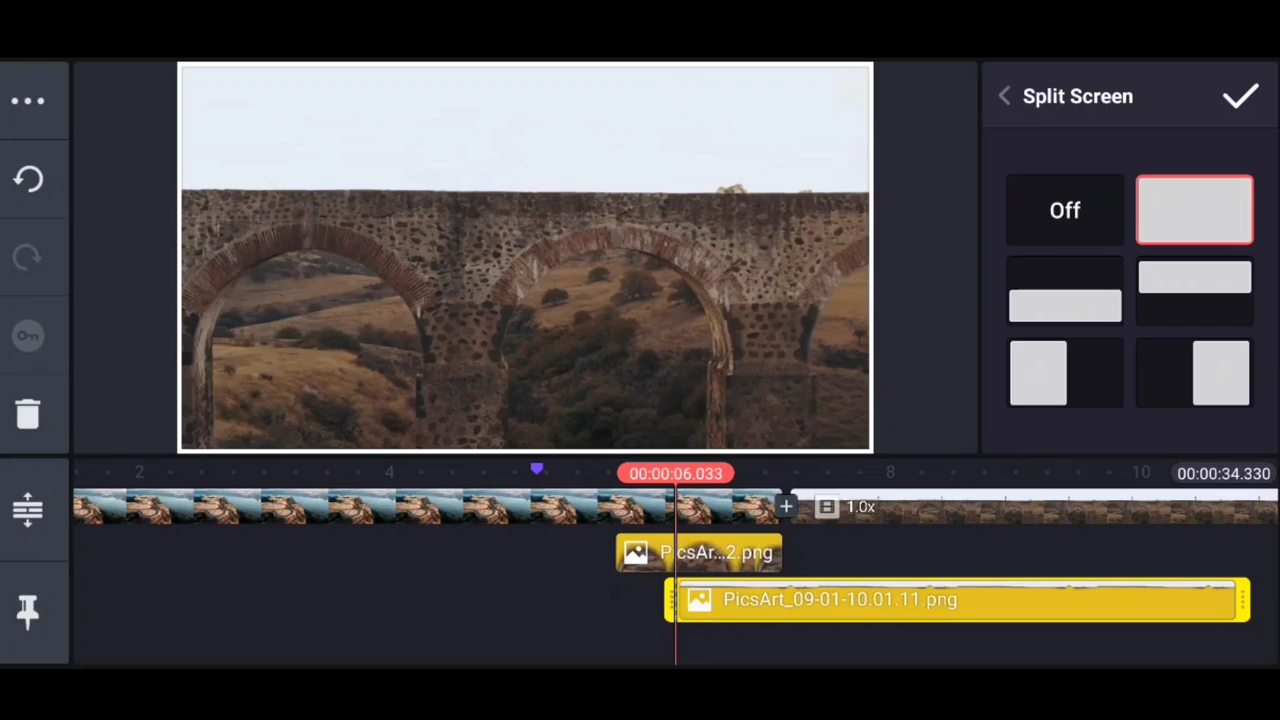 Split Screen
Off
2
4
00:00:06.033
8
10
00:00:34.330
1.0x
PicsAr...2.png
PicsArt_09-01-10.01.11.png